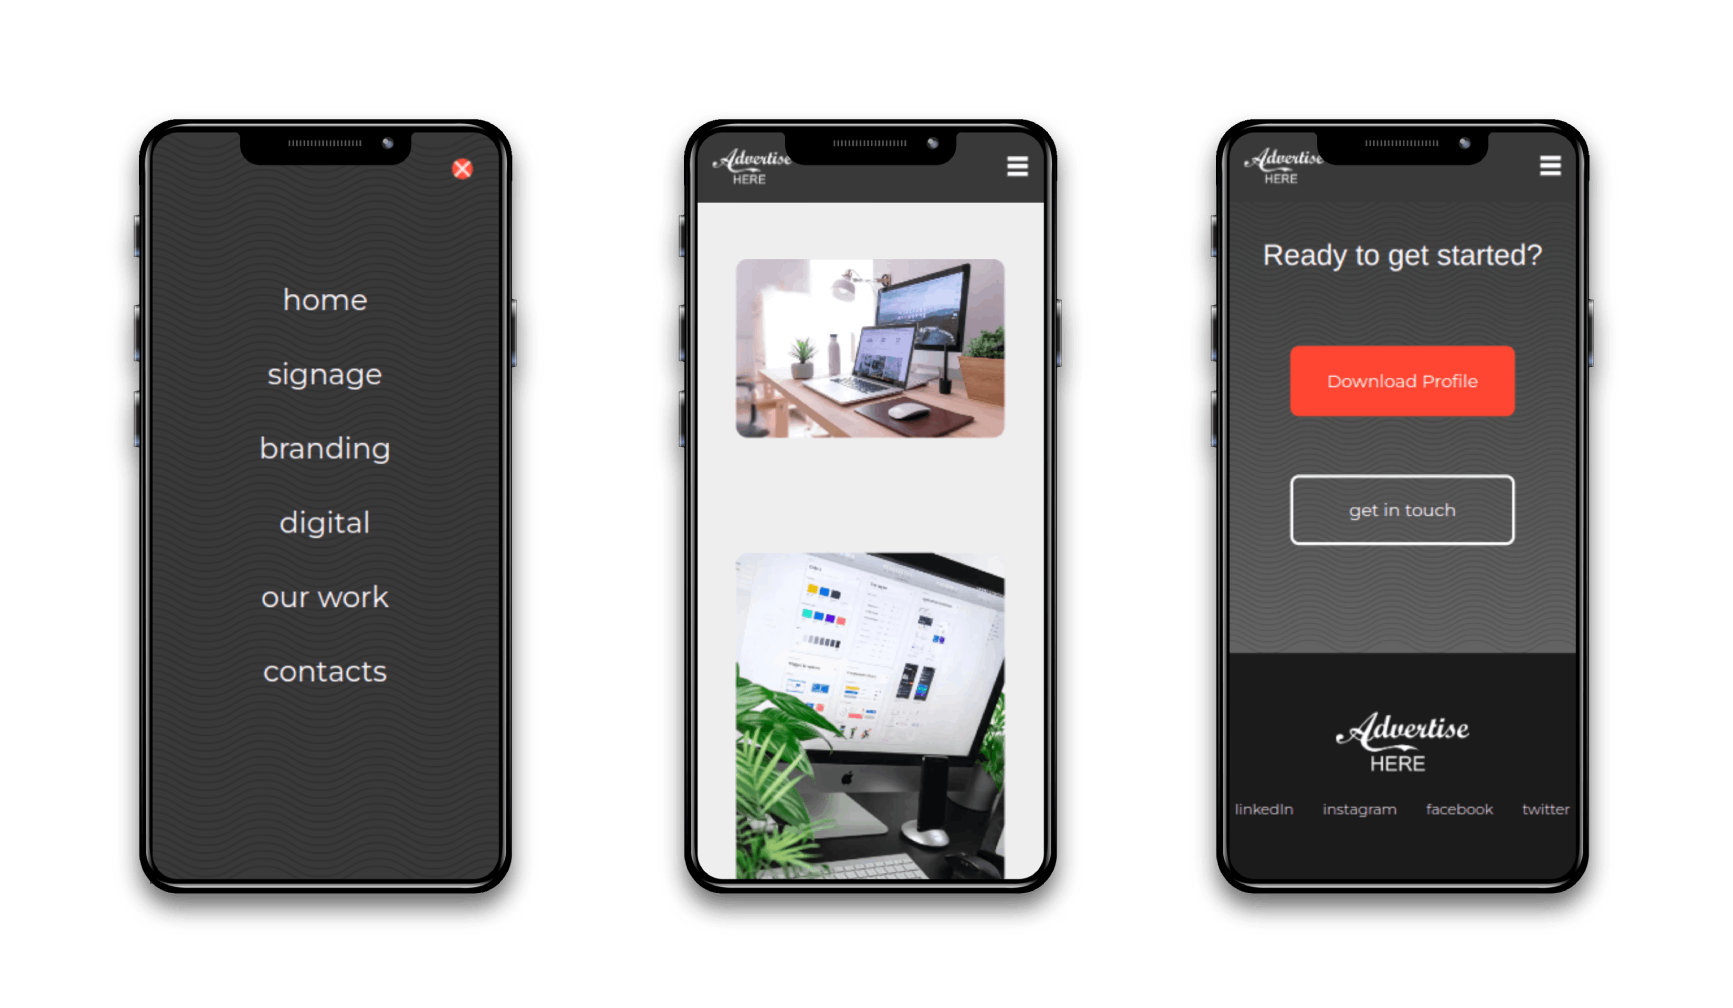 home
signage
branding
digital
our work
contacts
Advertise
HERE
Advertise
HERE
Ready to get started?
Download Profile
get in touch
Advertise
HERE
linkedIn instagram facebook twitter